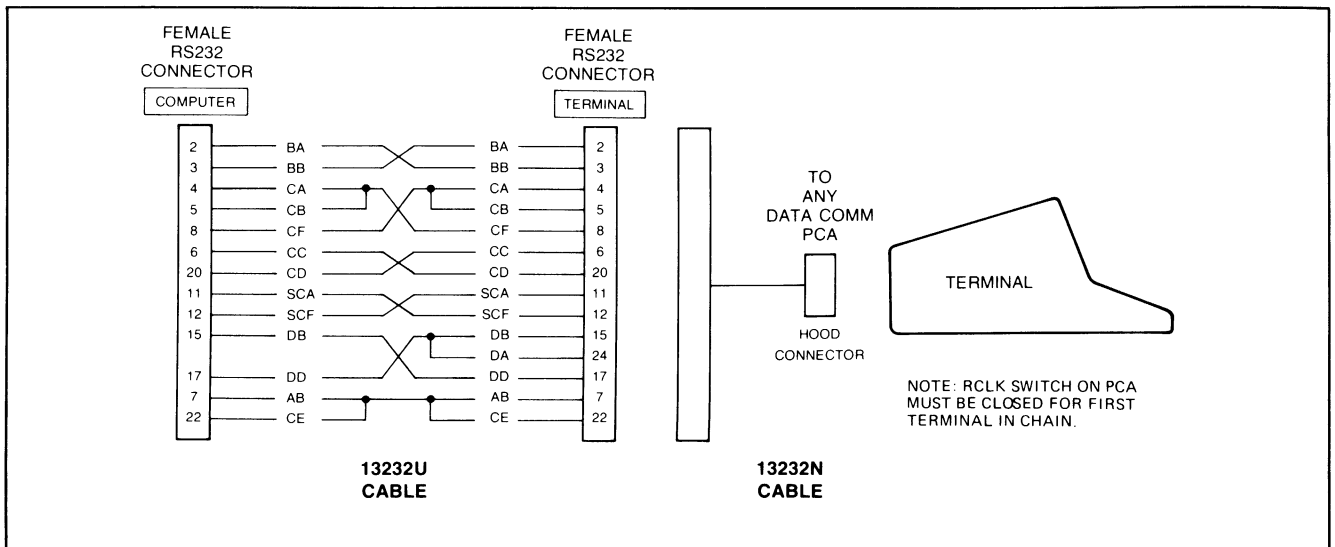 FEMALE
RS232
CONNECTOR
COMPUTER
FEMALE
RS232
CONNECTOR
TERMINAL
2 BA BA 2
3 BB BB 3
4 CA CA 4
5 CB CB 5
8 CF CF 8
6 CC CC 6
20 CD CD 20
11 SCA SCA 11
12 SCF SCF 12
15 DB DB 15
DA 24
17 DD DD 17
7 AB AB 7
22 CE CE 22
13232U
CABLE
TO
ANY
DATA COMM
PCA
HOOD
CONNECTOR
13232N
CABLE
TERMINAL
NOTE: RCLK SWITCH ON PCA
MUST BE CLOSED FOR FIRST
TERMINAL IN CHAIN.